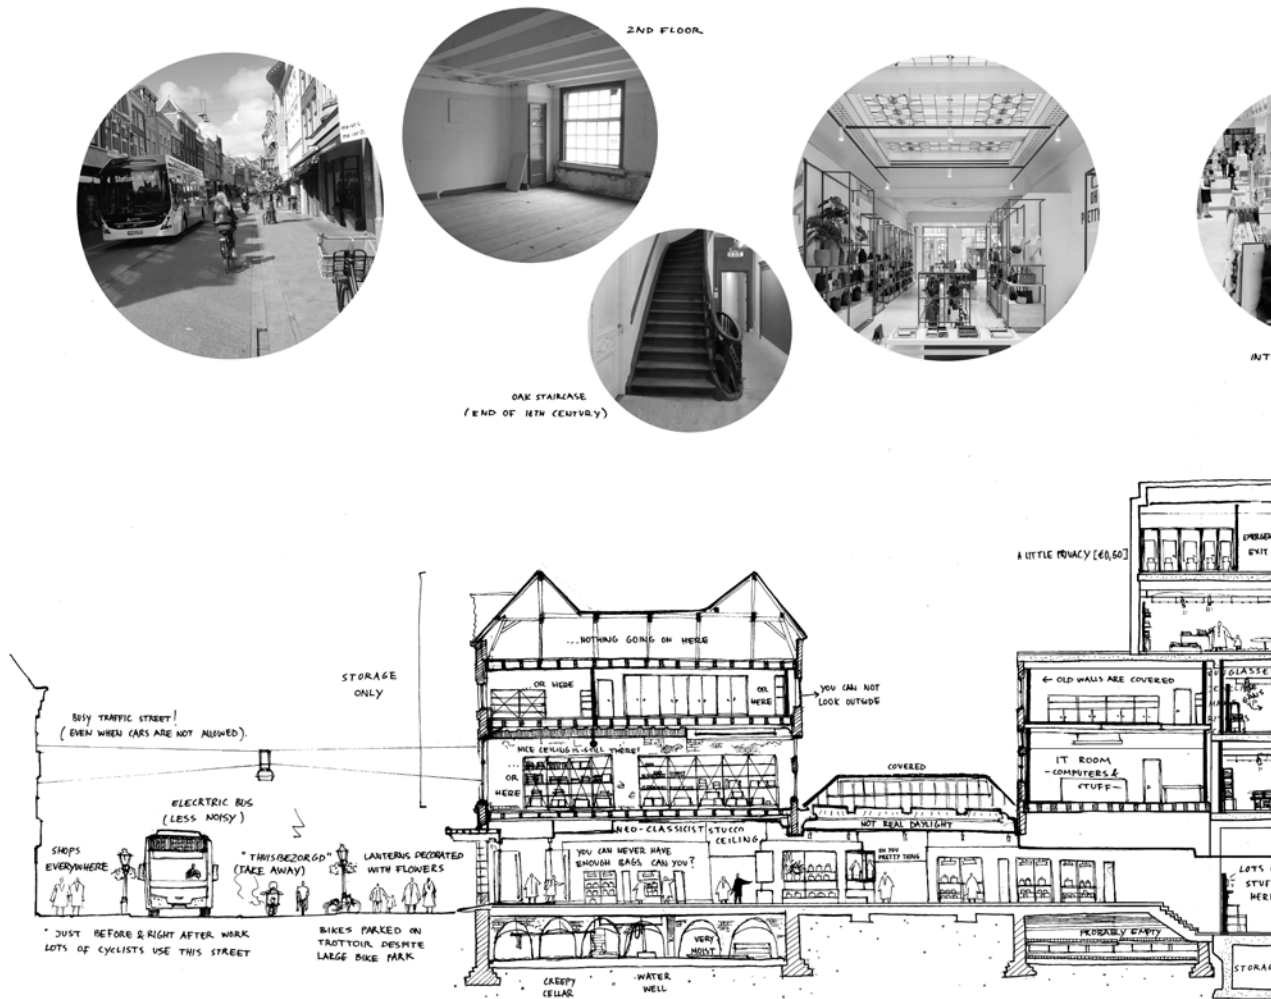 2ND FLOOR
OAK STAIRCASE
(END OF 18TH CENTURY)
INT
A LITTLE PRIVACY [€0,50]
EXIT
STORAGE
ONLY
...NOTHING GOING ON HERE
...OR HERE
OR
HERE
YOU CAN NOT
LOOK OUTSIDE
← OLD WALLS ARE COVERED
BUSY TRAFFIC STREET!
(EVEN WHEN CARS ARE NOT ALLOWED).
NICE CEILING IS STILL THERE!
OR
HERE
COVERED
IT ROOM
-COMPUTERS &
STUFF-
ELECRTRIC BUS
(LESS NOISY)
NOT REAL DAYLIGHT
NEO-CLASSICIST STUCCO
CEILING
SHOPS
EVERYWHERE
"THUISBEZORGD"
(TAKE AWAY)
LANTERNS DECORATED
WITH FLOWERS
YOU CAN NEVER HAVE
ENOUGH BAGS, CAN YOU?
OH YOU
PRETTY THING
LOTS
STUF
HER
* JUST BEFORE & RIGHT AFTER WORK
LOTS OF CYCLISTS USE THIS STREET
BIKES PARKED ON
TROTTOIR DESPITE
LARGE BIKE PARK
VERY
MOIST
PROBABLY EMPTY
CREEPY
CELLAR
WATER
WELL
STORAG